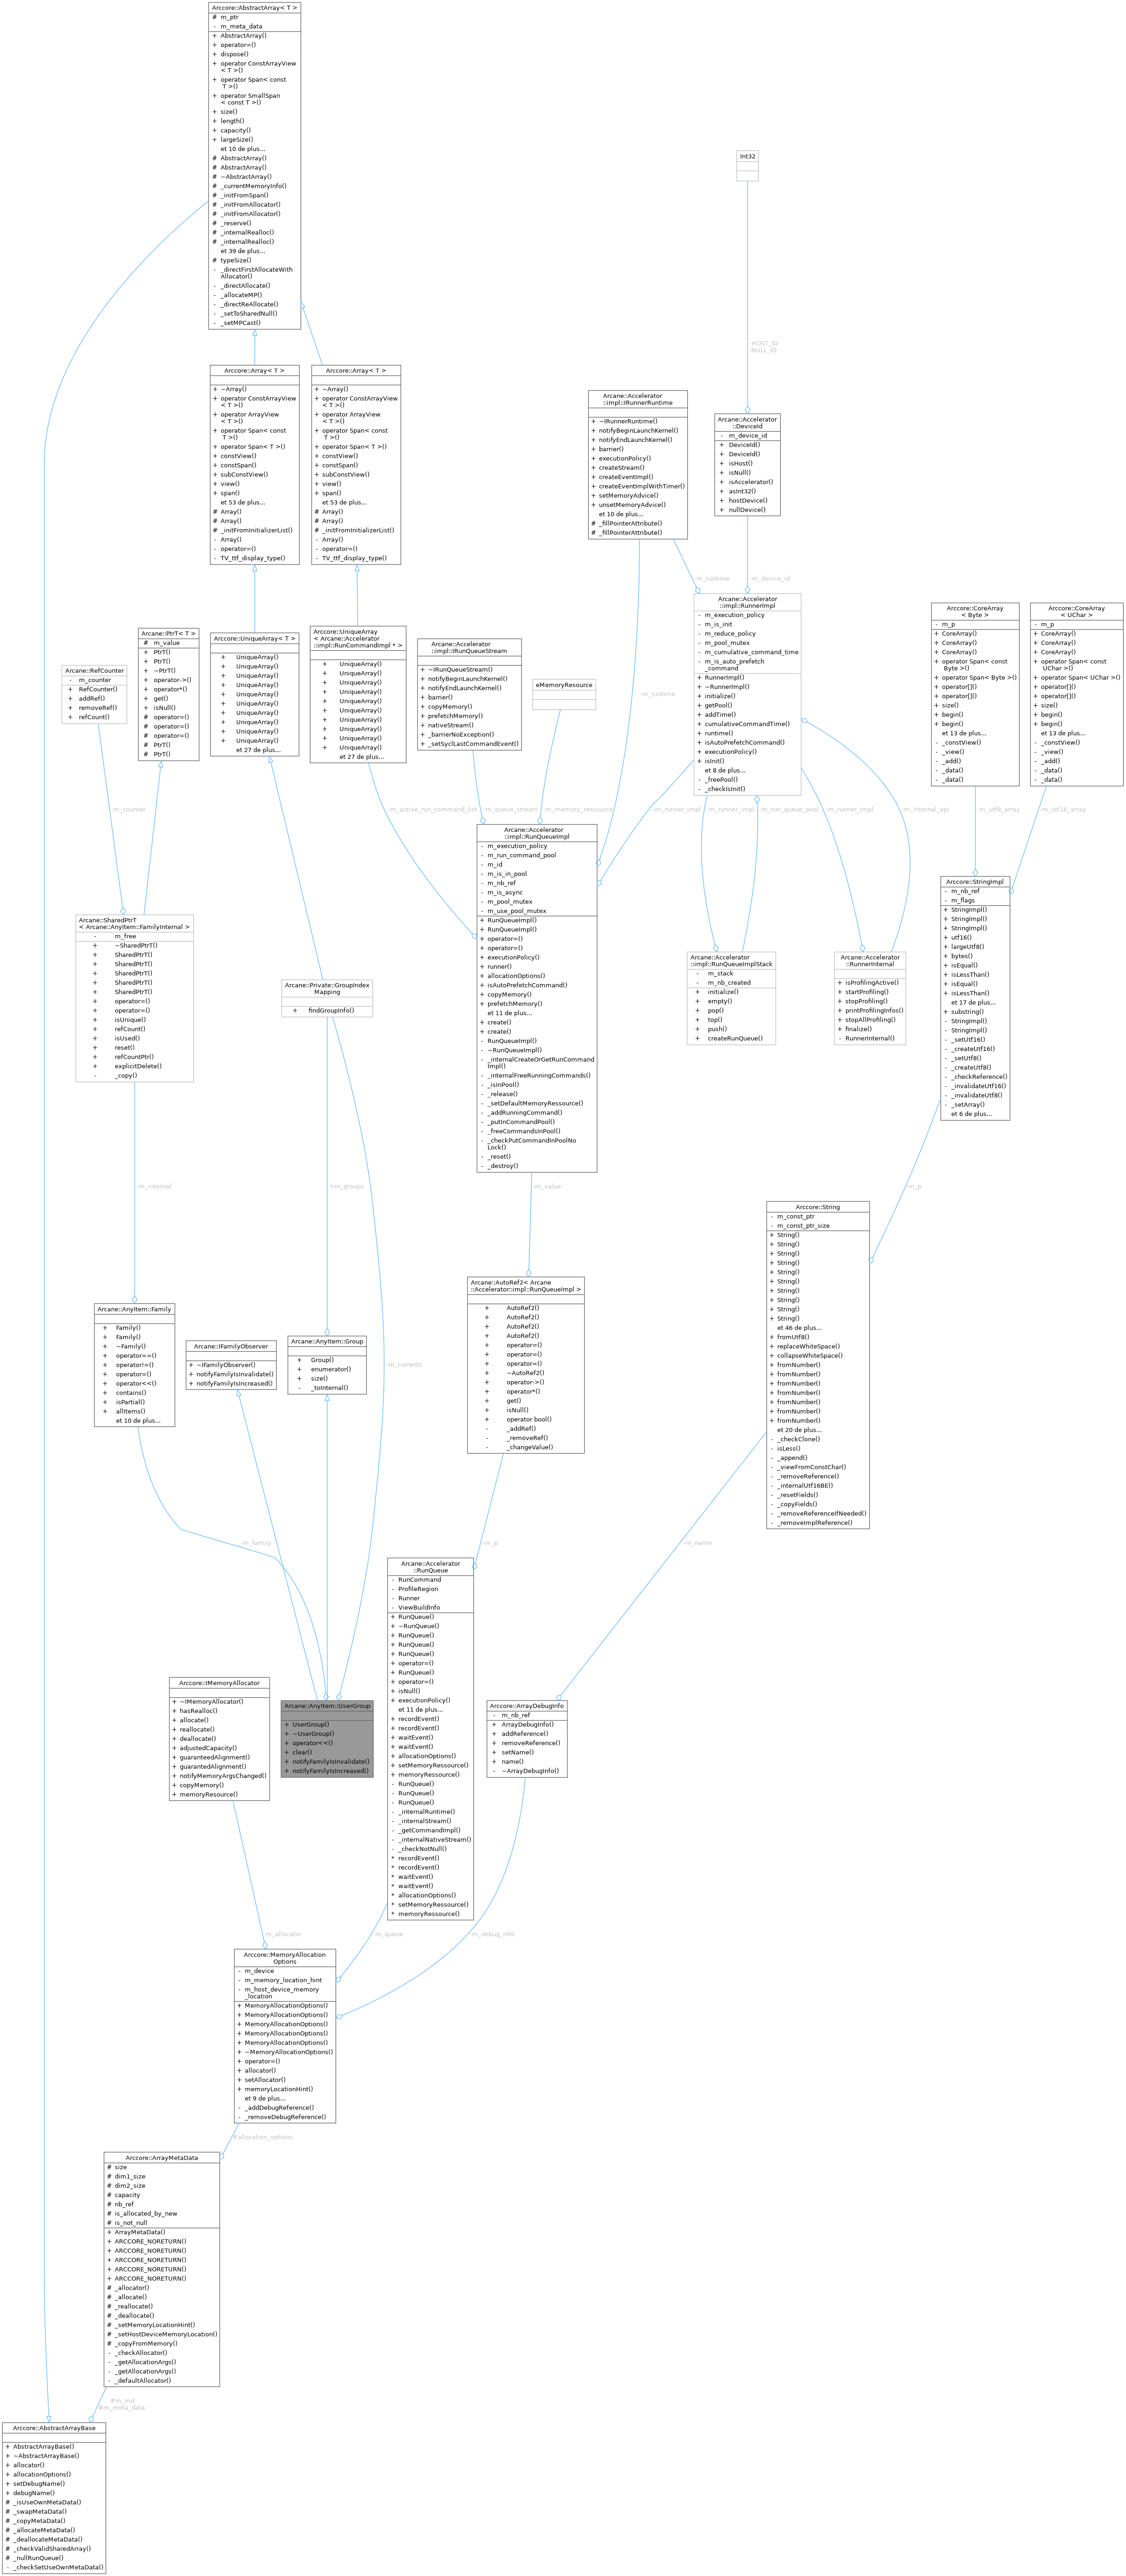 Arccore::AbstractArray< T >
# m_ptr
- m_meta_data
+ AbstractArray()
+ operator=()
+ dispose()
+ operator ConstArrayView
< T >()
+ operator Span< const
T >()
+ operator SmallSpan
< const T >()
+ size()
+ length()
+ capacity()
+ largeSize()
et 10 de plus...
# AbstractArray()
# AbstractArray()
# ~AbstractArray()
# _currentMemoryInfo()
# _initFromSpan()
# _initFromAllocator()
# _initFromAllocator()
# _reserve()
# _internalRealloc()
# _internalRealloc()
et 39 de plus...
# typeSize()
- _directFirstAllocateWith
Allocator()
- _directAllocate()
- _allocateMP()
- _directReAllocate()
- _setToSharedNull()
- _setMPCast()
Int32
-HOST_ID
-NULL_ID
Arccore::Array< T >
+ ~Array()
+ operator ConstArrayView
< T >()
+ operator ArrayView
< T >()
+ operator Span< const
T >()
+ operator Span< T >()
+ constView()
+ constSpan()
+ subConstView()
+ view()
+ span()
et 53 de plus...
# Array()
# Array()
# _initFromInitializerList()
- Array()
- operator=()
- TV_ttf_display_type()
Arccore::Array< T >
+ ~Array()
+ operator ConstArrayView
< T >()
+ operator ArrayView
< T >()
+ operator Span< const
T >()
+ operator Span< T >()
+ constView()
+ constSpan()
+ subConstView()
+ view()
+ span()
et 53 de plus...
# Array()
# Array()
# _initFromInitializerList()
- Array()
- operator=()
- TV_ttf_display_type()
Arcane::Accelerator
::impl::IRunnerRuntime
+ ~IRunnerRuntime()
+ notifyBeginLaunchKernel()
+ notifyEndLaunchKernel()
+ barrier()
+ executionPolicy()
+ createStream()
+ createEventImpl()
+ createEventImplWithTimer()
+ setMemoryAdvice()
+ unsetMemoryAdvice()
et 10 de plus...
# _fillPointerAttribute()
# _fillPointerAttribute()
Arcane::Accelerator
::DeviceId
- m_device_id
+ DeviceId()
+ DeviceId()
+ isHost()
+ isNull()
+ isAccelerator()
+ asInt32()
+ hostDevice()
+ nullDevice()
-m_runtime
-m_device_id
Arcane::RefCounter
- m_counter
+ RefCounter()
+ addRef()
+ removeRef()
+ refCount()
Arcane::PtrT< T >
# m_value
+ PtrT()
+ PtrT()
+ ~PtrT()
+ operator->()
+ operator*()
+ get()
+ isNull()
# operator=()
# operator=()
# operator=()
# PtrT()
# PtrT()
Arccore::UniqueArray< T >
+ UniqueArray()
+ UniqueArray()
+ UniqueArray()
+ UniqueArray()
+ UniqueArray()
+ UniqueArray()
+ UniqueArray()
+ UniqueArray()
+ UniqueArray()
+ UniqueArray()
et 27 de plus...
Arccore::UniqueArray
< Arcane::Accelerator
::impl::RunCommandImpl * >
+ UniqueArray()
+ UniqueArray()
+ UniqueArray()
+ UniqueArray()
+ UniqueArray()
+ UniqueArray()
+ UniqueArray()
+ UniqueArray()
+ UniqueArray()
+ UniqueArray()
et 27 de plus...
Arcane::Accelerator
::impl::IRunQueueStream
+ ~IRunQueueStream()
+ notifyBeginLaunchKernel()
+ notifyEndLaunchKernel()
+ barrier()
+ copyMemory()
+ prefetchMemory()
+ nativeStream()
+ _barrierNoException()
+ _setSyclLastCommandEvent()
eMemoryResource
-m_runtime
Arcane::Accelerator
::impl::RunnerImpl
- m_execution_policy
- m_is_init
- m_reduce_policy
- m_pool_mutex
- m_cumulative_command_time
- m_is_auto_prefetch
_command
+ RunnerImpl()
+ ~RunnerImpl()
+ initialize()
+ getPool()
+ addTime()
+ cumulativeCommandTime()
+ runtime()
+ isAutoPrefetchCommand()
+ executionPolicy()
+ isInit()
et 8 de plus...
- _freePool()
- _checkIsInit()
Arccore::CoreArray
< Byte >
- m_p
+ CoreArray()
+ CoreArray()
+ CoreArray()
+ operator Span< const
Byte >()
+ operator Span< Byte >()
+ operator[]()
+ operator[]()
+ size()
+ begin()
+ begin()
et 13 de plus...
- _constView()
- _view()
- _add()
- _data()
- _data()
Arccore::CoreArray
< UChar >
- m_p
+ CoreArray()
+ CoreArray()
+ CoreArray()
+ operator Span< const
UChar >()
+ operator Span< UChar >()
+ operator[]()
+ operator[]()
+ size()
+ begin()
+ begin()
et 13 de plus...
- _constView()
- _view()
- _add()
- _data()
- _data()
-m_counter
-m_active_run_command_list
-m_queue_stream
-m_memory_ressource
-m_runner_impl
-m_runner_impl
-m_run_queue_pool
-m_runner_impl
-m_internal_api
-m_utf8_array
-m_utf16_array
Arcane::SharedPtrT
< Arcane::AnyItem::FamilyInternal >
- m_free
+ ~SharedPtrT()
+ SharedPtrT()
+ SharedPtrT()
+ SharedPtrT()
+ SharedPtrT()
+ SharedPtrT()
+ operator=()
+ operator=()
+ isUnique()
+ refCount()
+ isUsed()
+ reset()
+ refCountPtr()
+ explicitDelete()
- _copy()
Arcane::Private::GroupIndex
Mapping
+ findGroupInfo()
Arcane::Accelerator
::impl::RunQueueImpl
- m_execution_policy
- m_run_command_pool
- m_id
- m_is_in_pool
- m_nb_ref
- m_is_async
- m_pool_mutex
- m_use_pool_mutex
+ RunQueueImpl()
+ RunQueueImpl()
+ operator=()
+ operator=()
+ executionPolicy()
+ runner()
+ allocationOptions()
+ isAutoPrefetchCommand()
+ copyMemory()
+ prefetchMemory()
et 11 de plus...
+ create()
+ create()
- RunQueueImpl()
- ~RunQueueImpl()
- _internalCreateOrGetRunCommand
Impl()
- _internalFreeRunningCommands()
- _isInPool()
- _release()
- _setDefaultMemoryRessource()
- _addRunningCommand()
- _putInCommandPool()
- _freeCommandsInPool()
- _checkPutCommandInPoolNo
Lock()
- _reset()
- _destroy()
Arcane::Accelerator
::impl::RunQueueImplStack
- m_stack
- m_nb_created
+ initialize()
+ empty()
+ pop()
+ top()
+ push()
+ createRunQueue()
Arcane::Accelerator
::RunnerInternal
+ isProfilingActive()
+ startProfiling()
+ stopProfiling()
+ printProfilingInfos()
+ stopAllProfiling()
+ finalize()
- RunnerInternal()
Arccore::StringImpl
- m_nb_ref
- m_flags
+ StringImpl()
+ StringImpl()
+ StringImpl()
+ utf16()
+ largeUtf8()
+ bytes()
+ isEqual()
+ isLessThan()
+ isEqual()
+ isLessThan()
et 17 de plus...
+ substring()
- StringImpl()
- StringImpl()
- _setUtf16()
- _createUtf16()
- _setUtf8()
- _createUtf8()
- _checkReference()
- _invalidateUtf16()
- _invalidateUtf8()
- _setArray()
et 6 de plus...
-m_internal
+m_groups
-m_value
-m_p
Arccore::String
- m_const_ptr
- m_const_ptr_size
+ String()
+ String()
+ String()
+ String()
+ String()
+ String()
+ String()
+ String()
+ String()
+ String()
et 46 de plus...
+ fromUtf8()
+ replaceWhiteSpace()
+ collapseWhiteSpace()
+ fromNumber()
+ fromNumber()
+ fromNumber()
+ fromNumber()
+ fromNumber()
+ fromNumber()
+ fromNumber()
et 20 de plus...
- _checkClone()
- isLess()
- _append()
- _viewFromConstChar()
- _removeReference()
- _internalUtf16BE()
- _resetFields()
- _copyFields()
- _removeReferenceIfNeeded()
- _removeImplReference()
Arcane::AnyItem::Family
+ Family()
+ Family()
+ ~Family()
+ operator==()
+ operator!=()
+ operator=()
+ operator<<()
+ contains()
+ isPartial()
+ allItems()
et 10 de plus...
Arcane::IFamilyObserver
+ ~IFamilyObserver()
+ notifyFamilyIsInvalidate()
+ notifyFamilyIsIncreased()
Arcane::AnyItem::Group
+ Group()
+ enumerator()
+ size()
- _toInternal()
-m_currents
Arcane::AutoRef2< Arcane
::Accelerator::impl::RunQueueImpl >
+ AutoRef2()
+ AutoRef2()
+ AutoRef2()
+ AutoRef2()
+ operator=()
+ operator=()
+ operator=()
+ ~AutoRef2()
+ operator->()
+ operator*()
+ get()
+ isNull()
+ operator bool()
- _addRef()
- _removeRef()
- _changeValue()
-m_family
-m_p
-m_name
Arcane::Accelerator
::RunQueue
- RunCommand
- ProfileRegion
- Runner
- ViewBuildInfo
+ RunQueue()
+ ~RunQueue()
+ RunQueue()
+ RunQueue()
+ RunQueue()
+ operator=()
+ RunQueue()
+ operator=()
+ isNull()
+ executionPolicy()
et 11 de plus...
+ recordEvent()
+ recordEvent()
+ waitEvent()
+ waitEvent()
+ allocationOptions()
+ setMemoryRessource()
+ memoryRessource()
- RunQueue()
- RunQueue()
- RunQueue()
- _internalRuntime()
- _internalStream()
- _getCommandImpl()
- _internalNativeStream()
- _checkNotNull()
* recordEvent()
* recordEvent()
* waitEvent()
* waitEvent()
* allocationOptions()
* setMemoryRessource()
* memoryRessource()
Arccore::IMemoryAllocator
+ ~IMemoryAllocator()
+ hasRealloc()
+ allocate()
+ reallocate()
+ deallocate()
+ adjustedCapacity()
+ guaranteedAlignment()
+ guarantedAlignment()
+ notifyMemoryArgsChanged()
+ copyMemory()
+ memoryResource()
Arcane::AnyItem::UserGroup
+ UserGroup()
+ ~UserGroup()
+ operator<<()
+ clear()
+ notifyFamilyIsInvalidate()
+ notifyFamilyIsIncreased()
Arccore::ArrayDebugInfo
- m_nb_ref
+ ArrayDebugInfo()
+ addReference()
+ removeReference()
+ setName()
+ name()
- ~ArrayDebugInfo()
-m_allocator
-m_queue
-m_debug_info
Arccore::MemoryAllocation
Options
- m_device
- m_memory_location_hint
- m_host_device_memory
_location
+ MemoryAllocationOptions()
+ MemoryAllocationOptions()
+ MemoryAllocationOptions()
+ MemoryAllocationOptions()
+ MemoryAllocationOptions()
+ ~MemoryAllocationOptions()
+ operator=()
+ allocator()
+ setAllocator()
+ memoryLocationHint()
et 9 de plus...
- _addDebugReference()
- _removeDebugReference()
#allocation_options
Arccore::ArrayMetaData
# size
# dim1_size
# dim2_size
# capacity
# nb_ref
# is_allocated_by_new
# is_not_null
+ ArrayMetaData()
+ ARCCORE_NORETURN()
+ ARCCORE_NORETURN()
+ ARCCORE_NORETURN()
+ ARCCORE_NORETURN()
+ ARCCORE_NORETURN()
# _allocator()
# _allocate()
# _reallocate()
# _deallocate()
# _setMemoryLocationHint()
# _setHostDeviceMemoryLocation()
# _copyFromMemory()
- _checkAllocator()
- _getAllocationArgs()
- _getAllocationArgs()
- _defaultAllocator()
#m_md
#m_meta_data
Arccore::AbstractArrayBase
+ AbstractArrayBase()
+ ~AbstractArrayBase()
+ allocator()
+ allocationOptions()
+ setDebugName()
+ debugName()
# _isUseOwnMetaData()
# _swapMetaData()
# _copyMetaData()
# _allocateMetaData()
# _deallocateMetaData()
# _checkValidSharedArray()
# _nullRunQueue()
- _checkSetUseOwnMetaData()